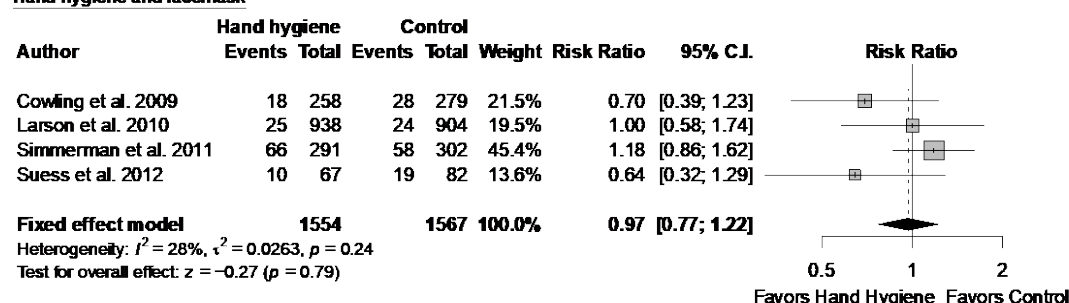 Hand hygiene and facemask
Hand hygiene Control
Author Events Total Events Total Weight Risk Ratio 95% C.I. Risk Ratio
Cowling et al. 2009 18 258 28 279 21.5% 0.70 [0.39; 1.23]
Larson et al. 2010 25 938 24 904 19.5% 1.00 [0.58; 1.74]
Simmerman et al. 2011 66 291 58 302 45.4% 1.18 [0.86; 1.62]
Suess et al. 2012 10 67 19 82 13.6% 0.64 [0.32; 1.29]
Fixed effect model 1554 1567 100.0% 0.97 [0.77; 1.22]
Heterogeneity: I² = 28%, τ² = 0.0263, p = 0.24
Test for overall effect: z = −0.27 (p = 0.79)
0.5 1 2
Favors Hand Hygiene Favors Control